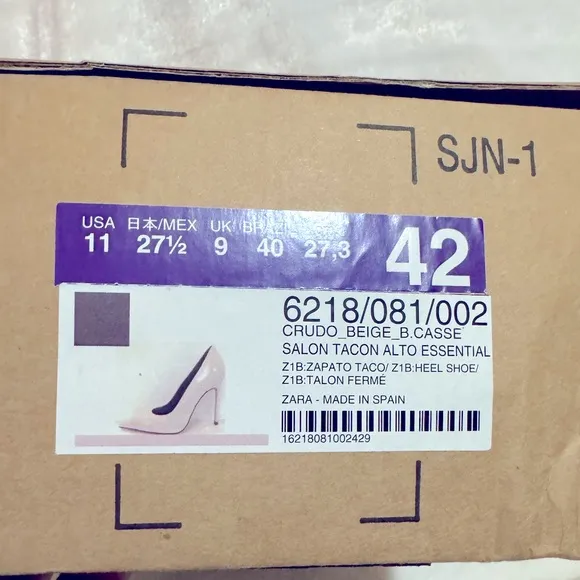 SJN-1
USA 日本/MEX UK
11 27½ 9 40 27,3 42
6218/081/002
CRUDO_BEIGE_B.CASSE
SALON TACON ALTO ESSENTIAL
Z1B:ZAPATO TACO/ Z1B:HEEL SHOE/
Z1B:TALON FERMÉ
ZARA - MADE IN SPAIN
16218081002429